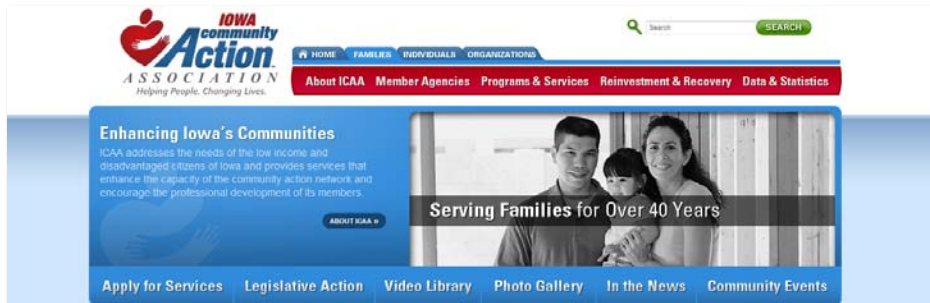 IOWA
community
Action
ASSOCIATION
Helping People. Changing Lives.
Search
SEARCH
HOME FAMILIES INDIVIDUALS ORGANIZATIONS
About ICAA Member Agencies Programs & Services Reinvestment & Recovery Data & Statistics
Enhancing Iowa's Communities
ICAA addresses the needs of the low income and
disadvantaged citizens of Iowa and provides services that
enhance the capacity of the community action network and
encourage the professional development of its members.
ABOUT ICAA »
Serving Families for Over 40 Years
Apply for Services Legislative Action Video Library Photo Gallery In the News Community Events